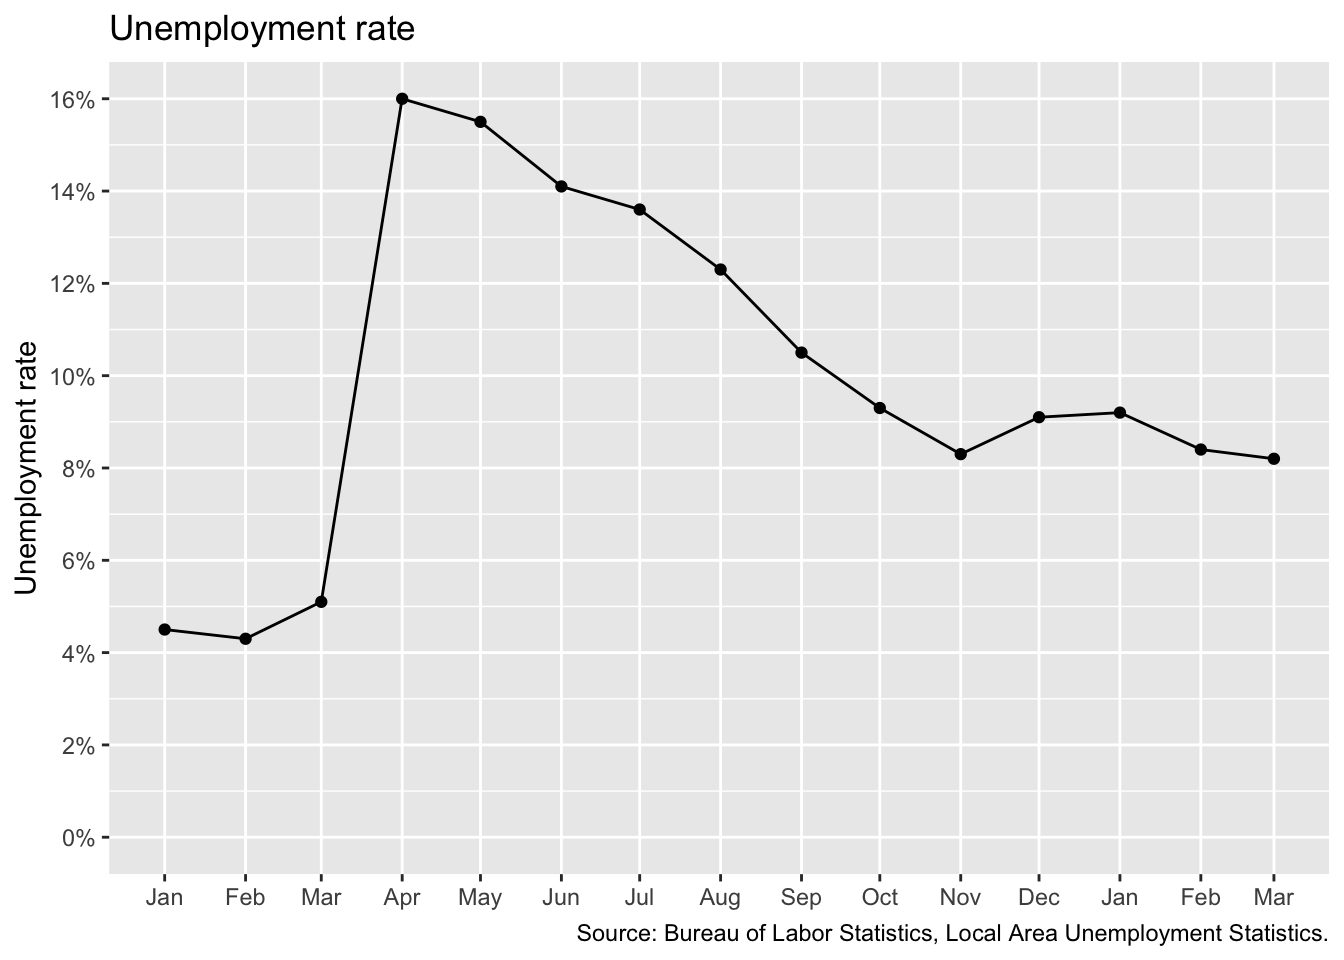 Unemployment rate
Unemployment rate
16%
14%
12%
10%
8%
6%
4%
2%
0%
Jan Feb Mar Apr May Jun Jul Aug Sep Oct Nov Dec Jan Feb Mar
Source: Bureau of Labor Statistics, Local Area Unemployment Statistics.